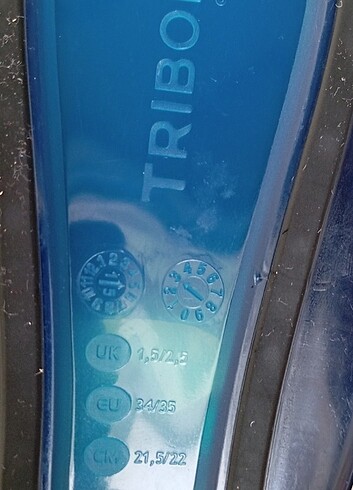 TRIBO
UK 1,5/2,5
EU 34/35
CM 21,5/22